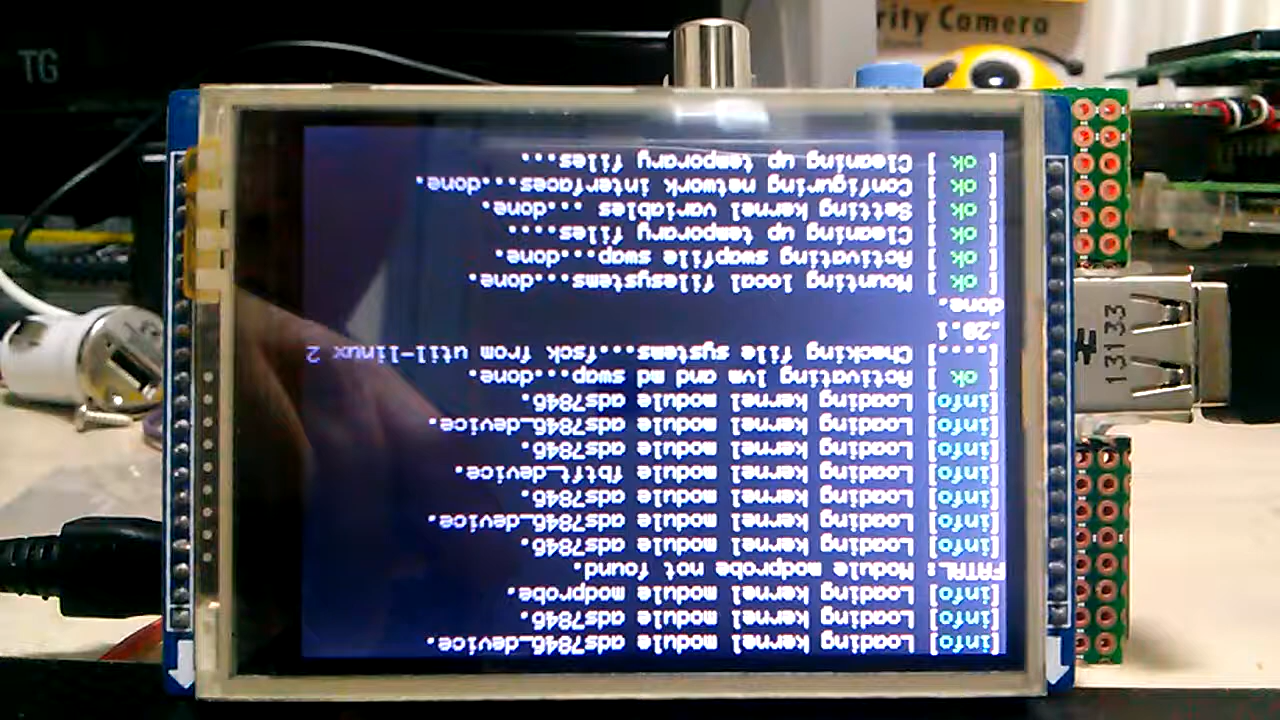 TG
rity Camera
[info] Loading kernel module ads7846_device.
[info] Loading kernel module ads7846.
[info] Loading kernel module modprobe.
FATAL: Module modprobe not found.
[info] Loading kernel module ads7846.
[info] Loading kernel module ads7846_device.
[info] Loading kernel module ads7846.
[info] Loading kernel module fbtft_device.
[info] Loading kernel module ads7846.
[info] Loading kernel module ads7846_device.
[info] Loading kernel module ads7846.
[ ok ] Activating lvm and md swap...done.
[....] Checking file systems...fsck from util-linux 2
.20.1
done.
[ ok ] Mounting local filesystems...done.
[ ok ] Activating swapfile swap...done.
[ ok ] Cleaning up temporary files...
[ ok ] Setting kernel variables ...done.
[ ok ] Configuring network interfaces...done.
[ ok ] Cleaning up temporary files...
13133